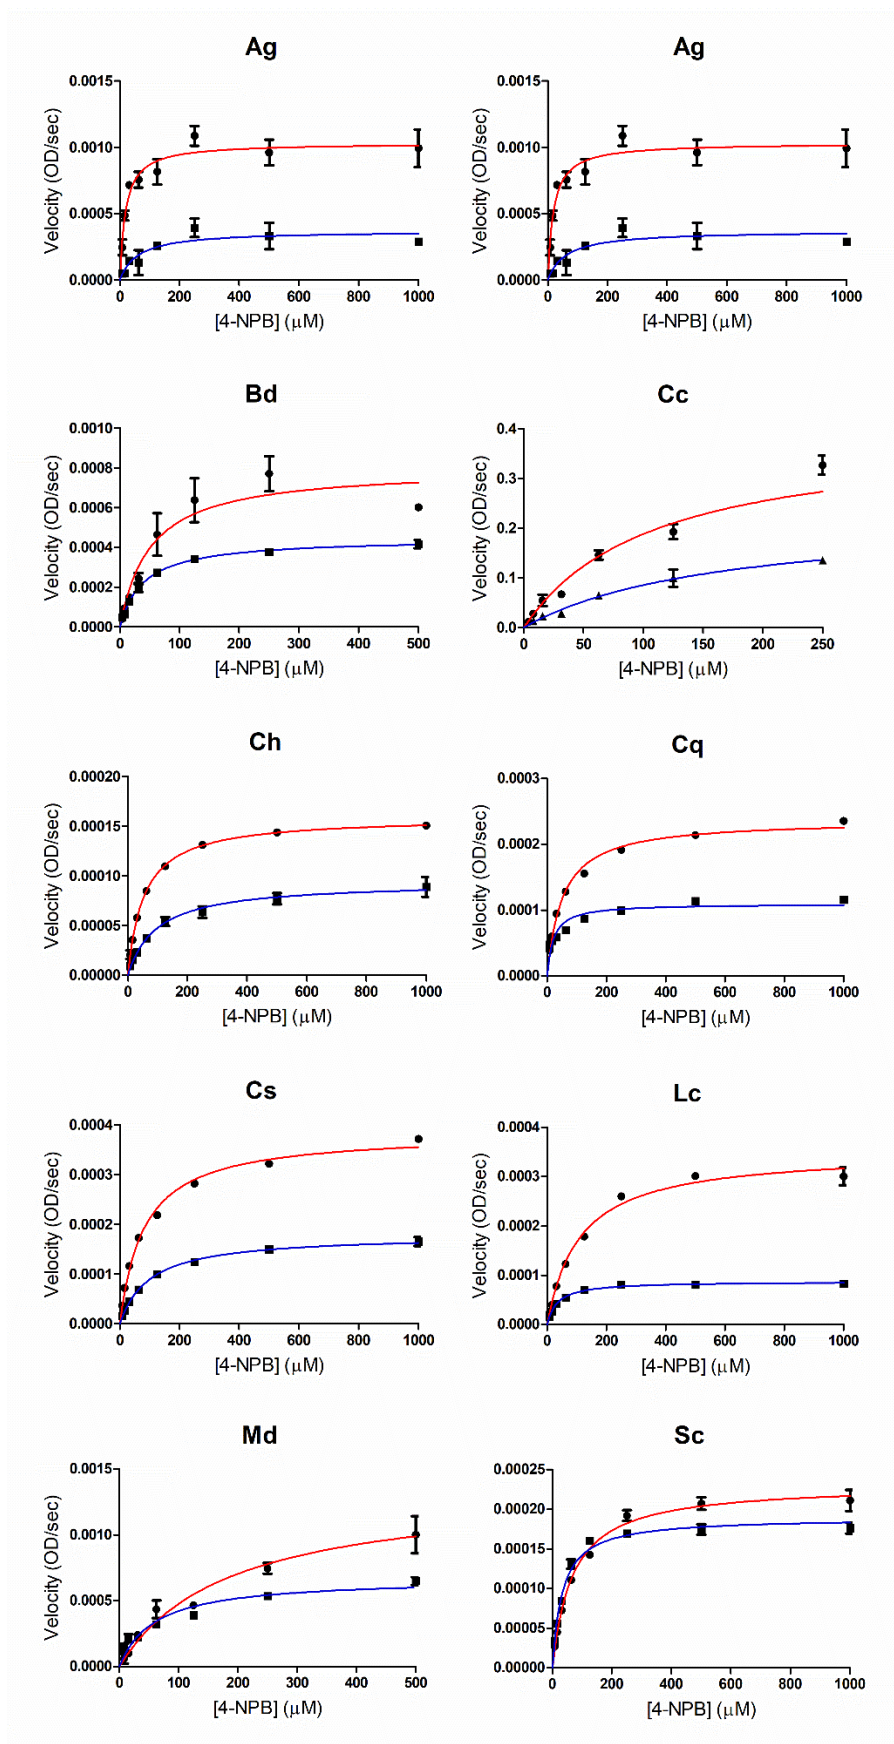 Ag
0.0015
0.0010
0.0005
0.0000
Velocity (OD/sec)
0 200 400 600 800 1000
[4-NPB] (μM)
Ag
0.0015
0.0010
0.0005
0.0000
Velocity (OD/sec)
0 200 400 600 800 1000
[4-NPB] (μM)
Bd
0.0010
0.0008
0.0006
0.0004
0.0002
0.0000
Velocity (OD/sec)
0 100 200 300 400 500
[4-NPB] (μM)
Cc
0.4
0.3
0.2
0.1
0.0
Velocity (OD/sec)
0 50 100 150 200 250
[4-NPB] (μM)
Ch
0.00020
0.00015
0.00010
0.00005
0.00000
Velocity (OD/sec)
0 200 400 600 800 1000
[4-NPB] (μM)
Cq
0.0003
0.0002
0.0001
0.0000
Velocity (OD/sec)
0 200 400 600 800 1000
[4-NPB] (μM)
Cs
0.0004
0.0003
0.0002
0.0001
0.0000
Velocity (OD/sec)
0 200 400 600 800 1000
[4-NPB] (μM)
Lc
0.0004
0.0003
0.0002
0.0001
0.0000
Velocity (OD/sec)
0 200 400 600 800 1000
[4-NPB] (μM)
Md
0.0015
0.0010
0.0005
0.0000
Velocity (OD/sec)
0 100 200 300 400 500
[4-NPB] (μM)
Sc
0.00025
0.00020
0.00015
0.00010
0.00005
0.00000
Velocity (OD/sec)
0 200 400 600 800 1000
[4-NPB] (μM)